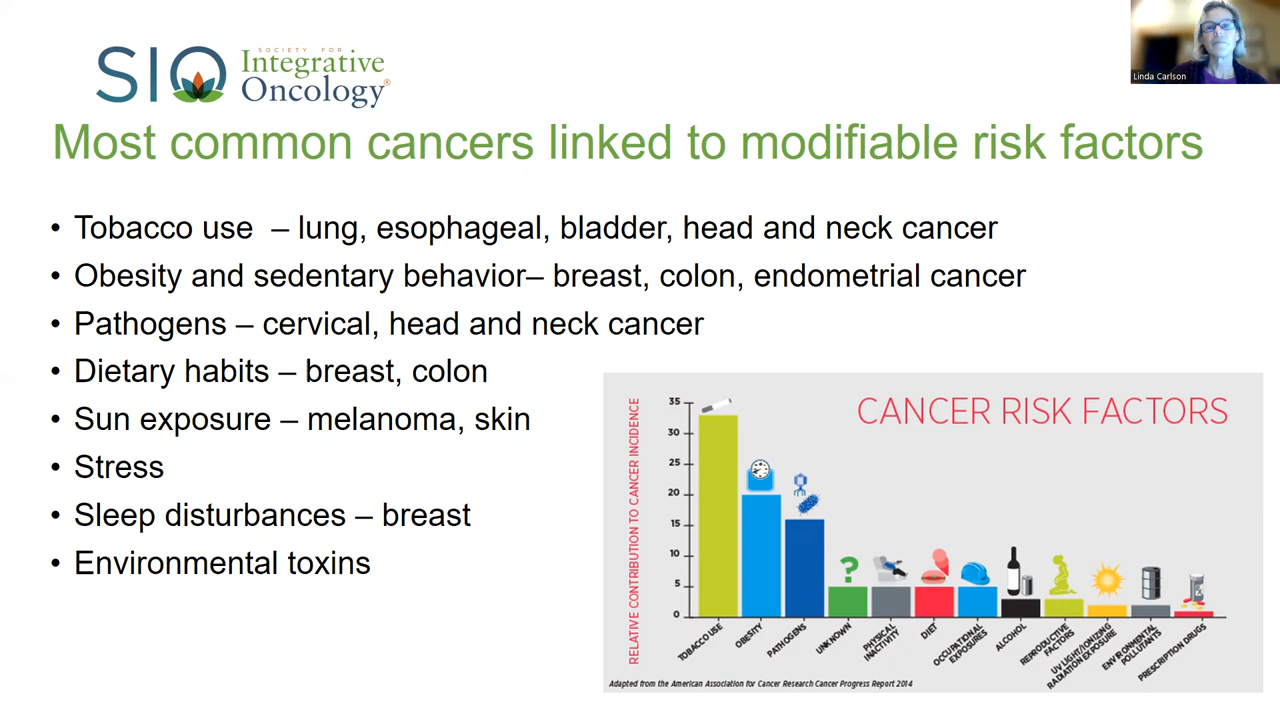 SIO
SOCIETY FOR
Integrative
Oncology®
Linda Carlson
Most common cancers linked to modifiable risk factors
• Tobacco use – lung, esophageal, bladder, head and neck cancer
• Obesity and sedentary behavior– breast, colon, endometrial cancer
• Pathogens – cervical, head and neck cancer
• Dietary habits – breast, colon
• Sun exposure – melanoma, skin
• Stress
• Sleep disturbances – breast
• Environmental toxins
CANCER RISK FACTORS
RELATIVE CONTRIBUTION TO CANCER INCIDENCE
35
30
25
20
15
10
5
0
?
TOBACCO USE
OBESITY
PATHOGENS
UNKNOWN
PHYSICAL
INACTIVITY
DIET
OCCUPATIONAL
EXPOSURES
ALCOHOL
REPRODUCTIVE
FACTORS
UV LIGHT/IONIZING
RADIATION EXPOSURE
ENVIRONMENTAL
POLLUTANTS
PRESCRIPTION DRUGS
Adapted from the American Association for Cancer Research Cancer Progress Report 2014